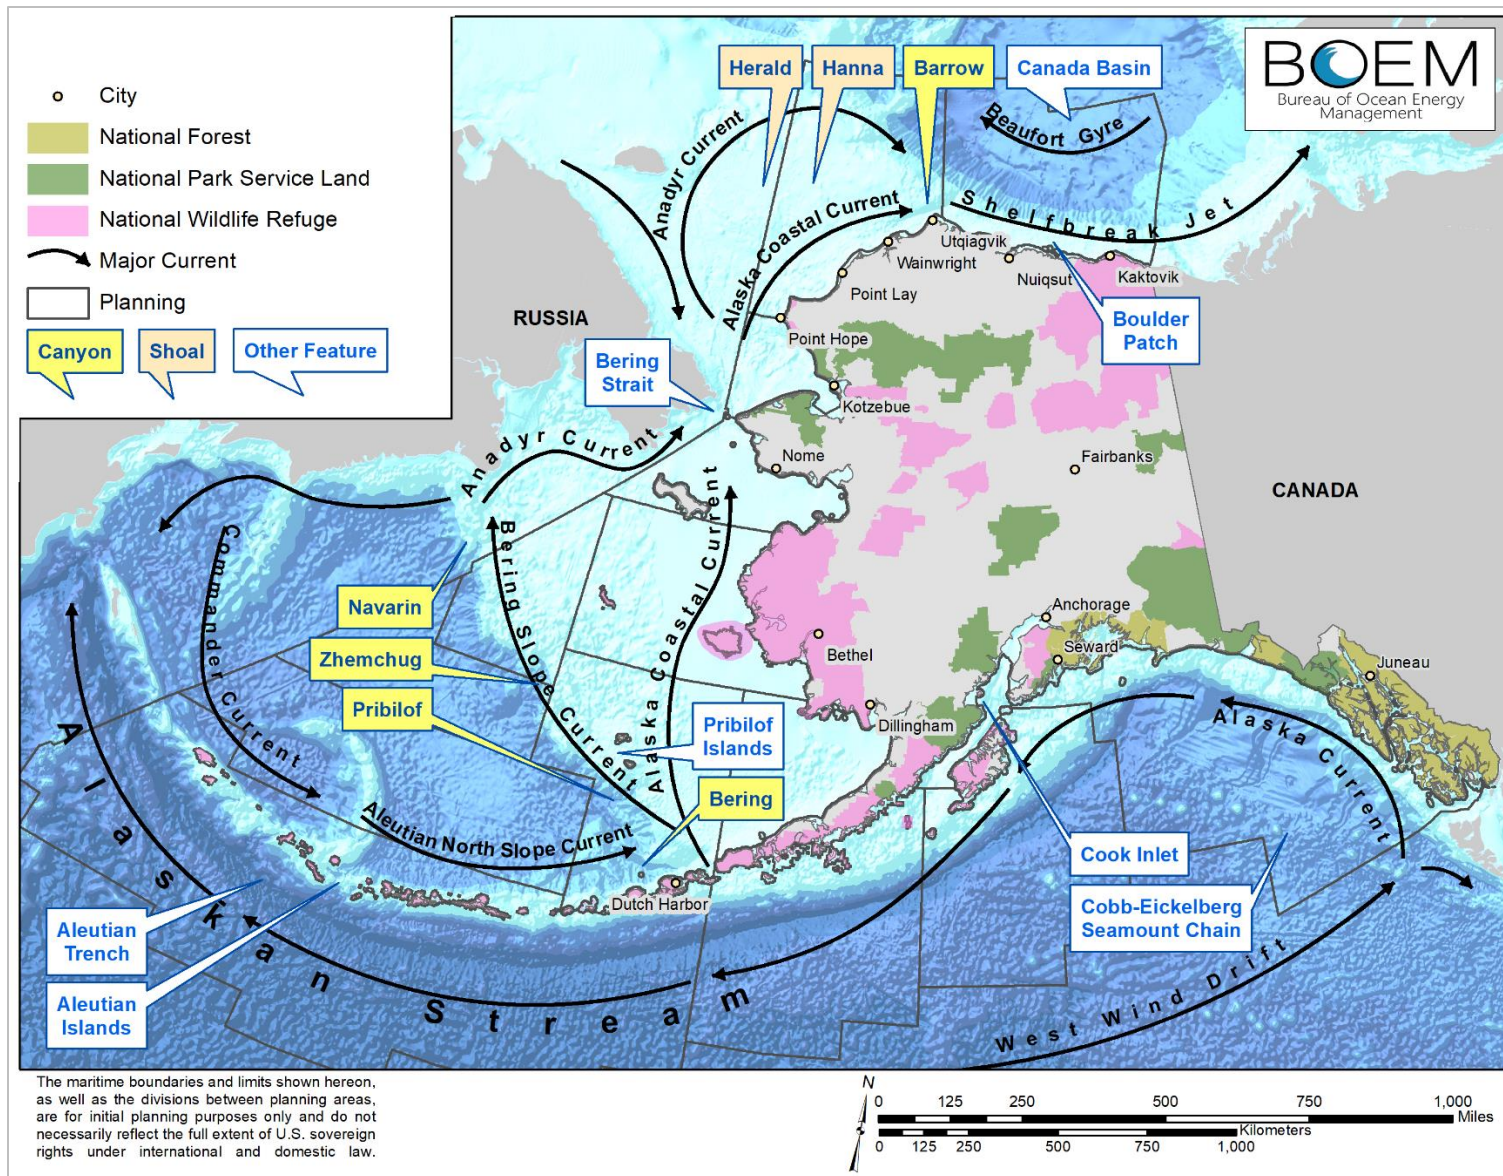 City
National Forest
National Park Service Land
National Wildlife Refuge
Major Current
Planning
Canyon
Shoal
Other Feature
Herald
Hanna
Barrow
Canada Basin
BOEM
Bureau of Ocean Energy
Management
Beaufort Gyre
Anadyr Current
Alaska Coastal Current
Shelfbreak Jet
Utqiagvik
Wainwright
Nuiqsut
Kaktovik
Point Lay
Point Hope
Boulder
Patch
RUSSIA
Bering
Strait
Kotzebue
Anadyr Current
Nome
Fairbanks
CANADA
Commander Current
Bering Slope Current
Alaska Coastal Current
Navarin
Zhemchug
Pribilof
Anchorage
Bethel
Seward
Juneau
Dillingham
Pribilof
Islands
Bering
Alaska Current
Aleutian North Slope Current
Dutch Harbor
Cook Inlet
Cobb-Eickelberg
Seamount Chain
Aleutian
Trench
Aleutian
Islands
Alaskan Stream
West Wind Drift
The maritime boundaries and limits shown hereon,
as well as the divisions between planning areas,
are for initial planning purposes only and do not
necessarily reflect the full extent of U.S. sovereign
rights under international and domestic law.
N
0 125 250 500 750 1,000
Miles
Kilometers
0 125 250 500 750 1,000